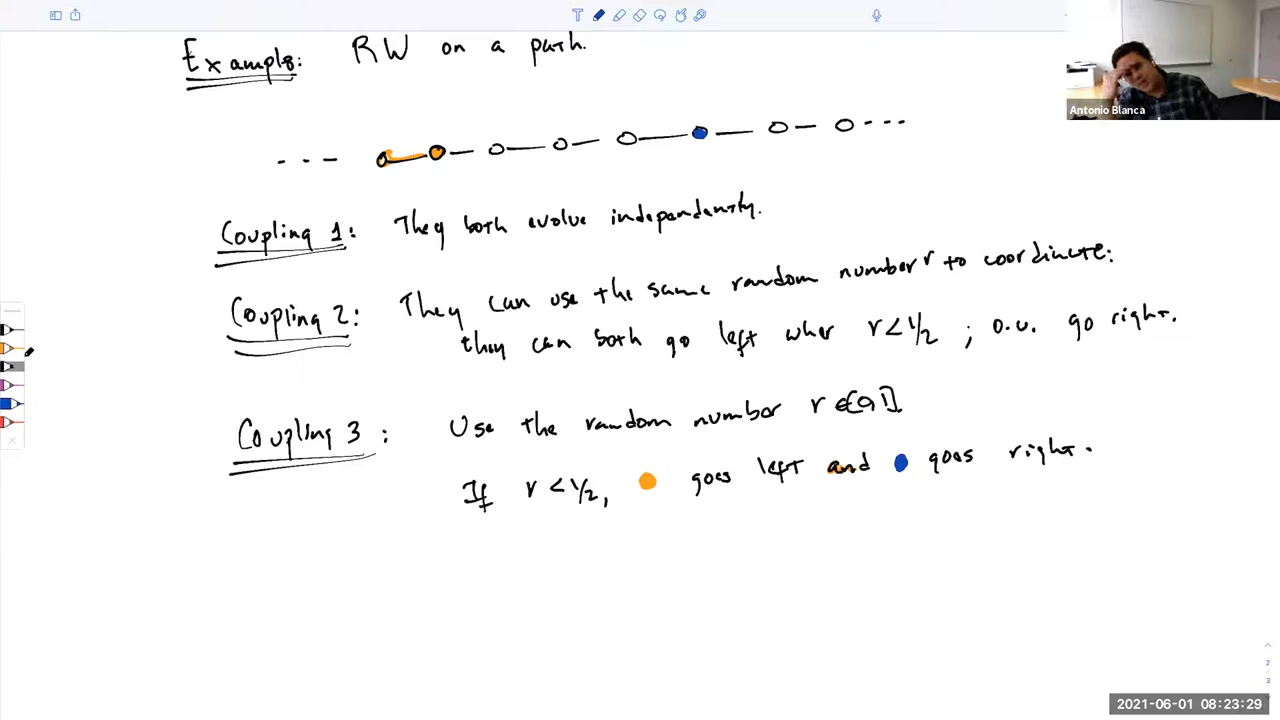 Example: RW on a path.
Antonio Blanca
--- ---
Coupling 1: They both evolve independently.
Coupling 2: They can use the same random number r to coordinate:
they can both go left when r < 1/2 ; o.w. go right.
Coupling 3: Use the random number r ∈ [0,1].
If r < 1/2, goes left and goes right.
2
3
2021-06-01 08:23:29